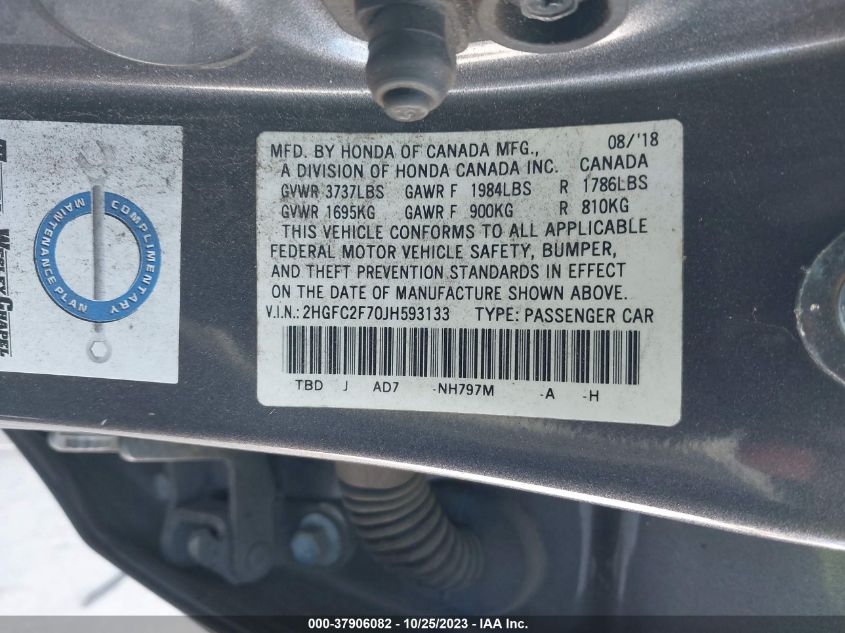 MFD. BY HONDA OF CANADA MFG., 08/'18
A DIVISION OF HONDA CANADA INC. CANADA
GVWR 3737LBS GAWR F 1984LBS R 1786LBS
GVWR 1695KG GAWR F 900KG R 810KG
THIS VEHICLE CONFORMS TO ALL APPLICABLE
FEDERAL MOTOR VEHICLE SAFETY, BUMPER,
AND THEFT PREVENTION STANDARDS IN EFFECT
ON THE DATE OF MANUFACTURE SHOWN ABOVE.
V.I.N.: 2HGFC2F70JH593133 TYPE: PASSENGER CAR
TBD J AD7 -NH797M -A -H
COMPLIMENTARY
MAINTENANCE PLAN
WESLEY CHAPEL
000-37906082 - 10/25/2023 - IAA Inc.